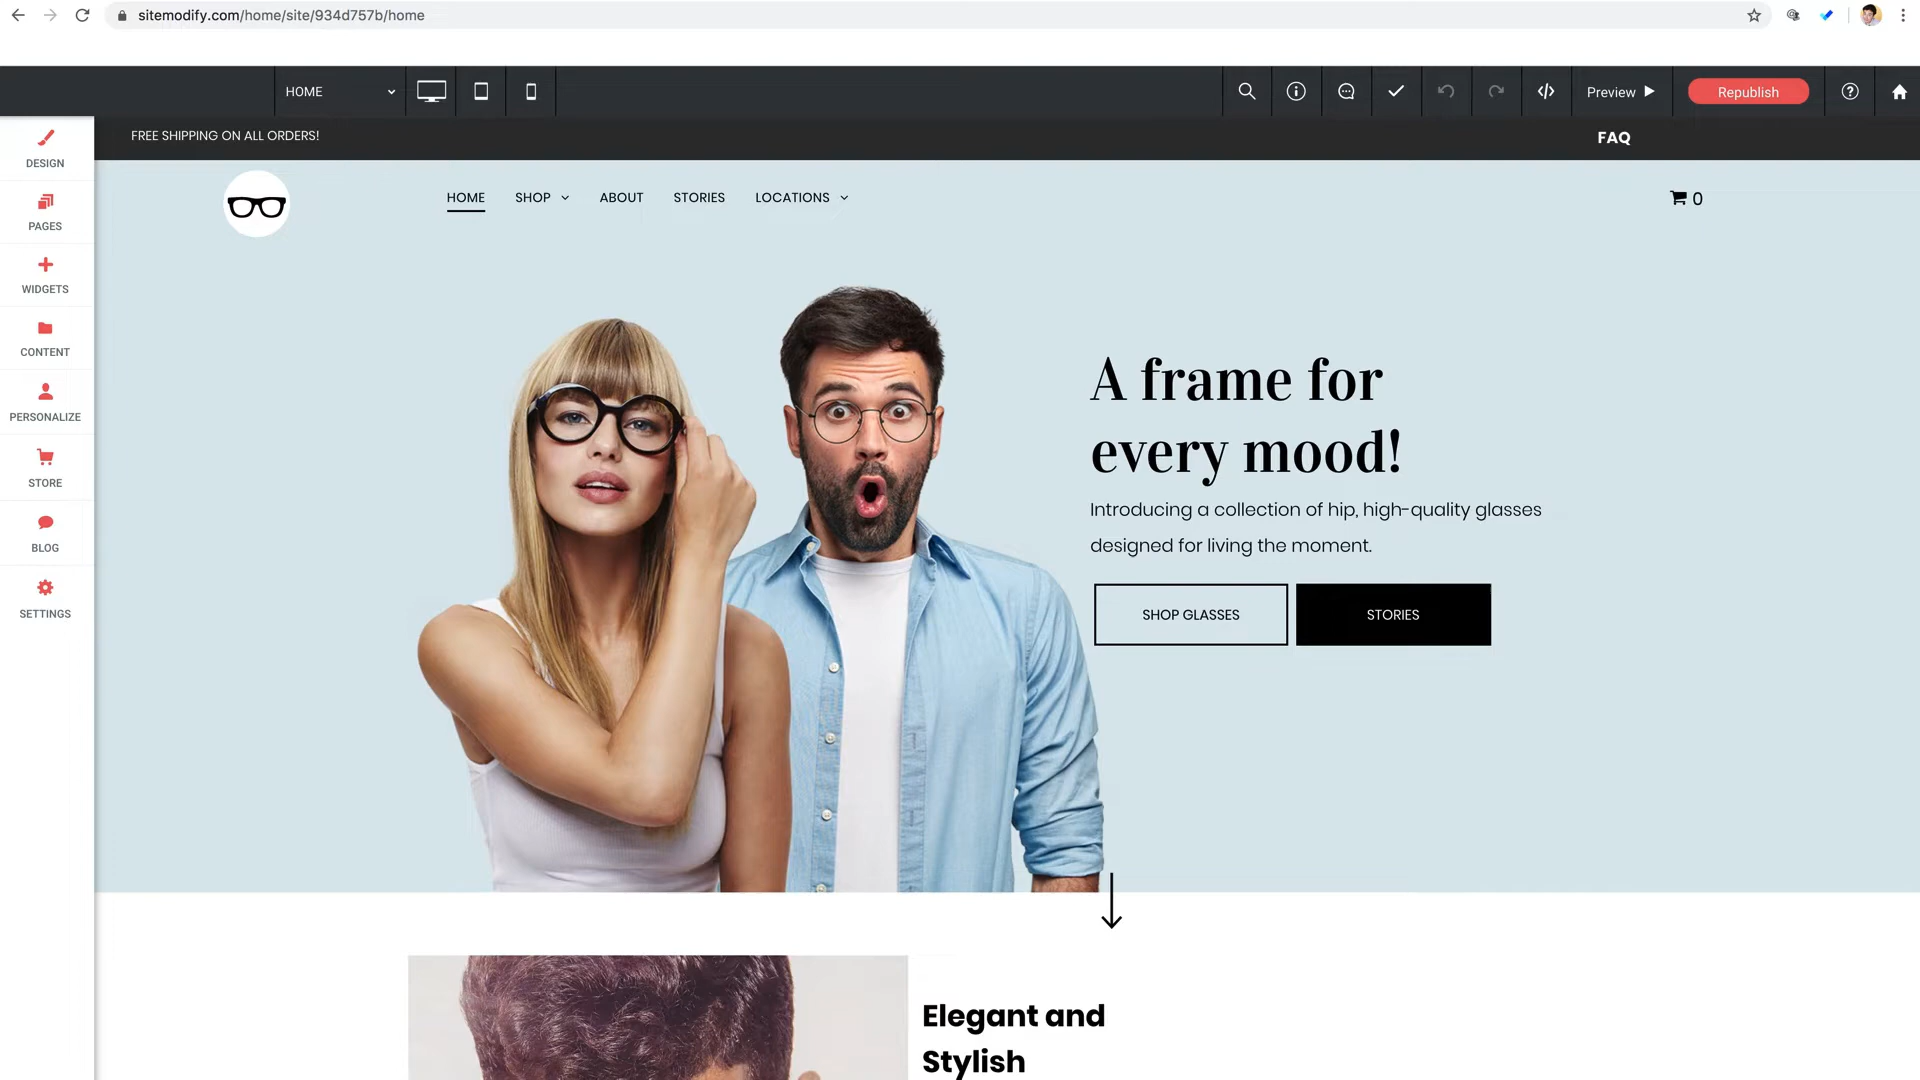 sitemodify.com/home/site/934d757b/home
HOME
Preview
Republish
DESIGN
PAGES
WIDGETS
CONTENT
PERSONALIZE
STORE
BLOG
SETTINGS
FREE SHIPPING ON ALL ORDERS!
FAQ
HOME SHOP ABOUT STORIES LOCATIONS
0
A frame for
every mood!
Introducing a collection of hip, high-quality glasses
designed for living the moment.
SHOP GLASSES
STORIES
Elegant and
Stylish